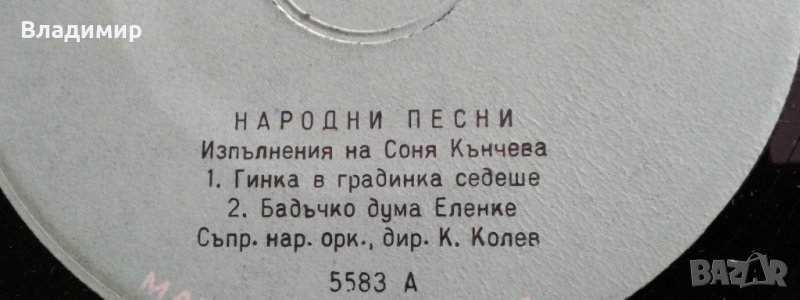 Владимир
НАРОДНИ ПЕСНИ
Изпълнения на Соня Кънчева
1. Гинка в градинка седеше
2. Бадъчко дума Еленке
Съпр. нар. орк., дир. К. Колев
5583 А
BAZAR